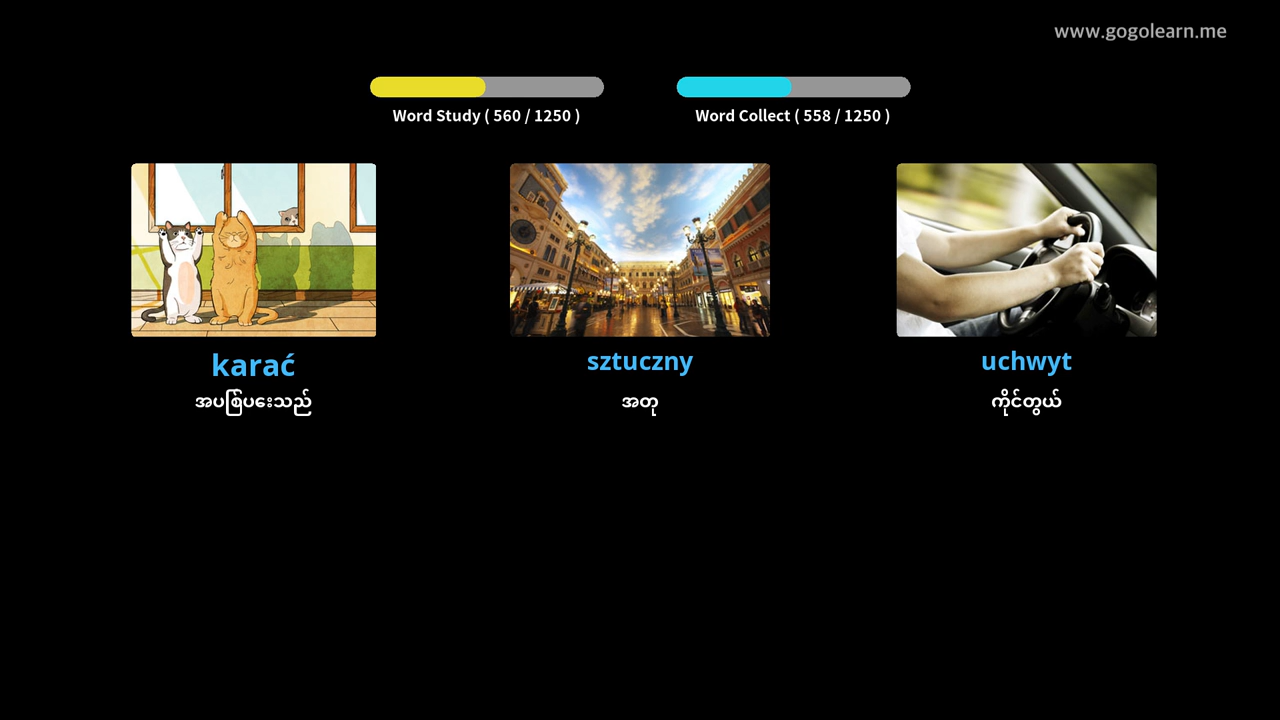 www.gogolearn.me
Word Study ( 560 / 1250 )
Word Collect ( 558 / 1250 )
karać
sztuczny
uchwyt
အပစြ်ပေးသည်
အတု
ကိုင်တွယ်